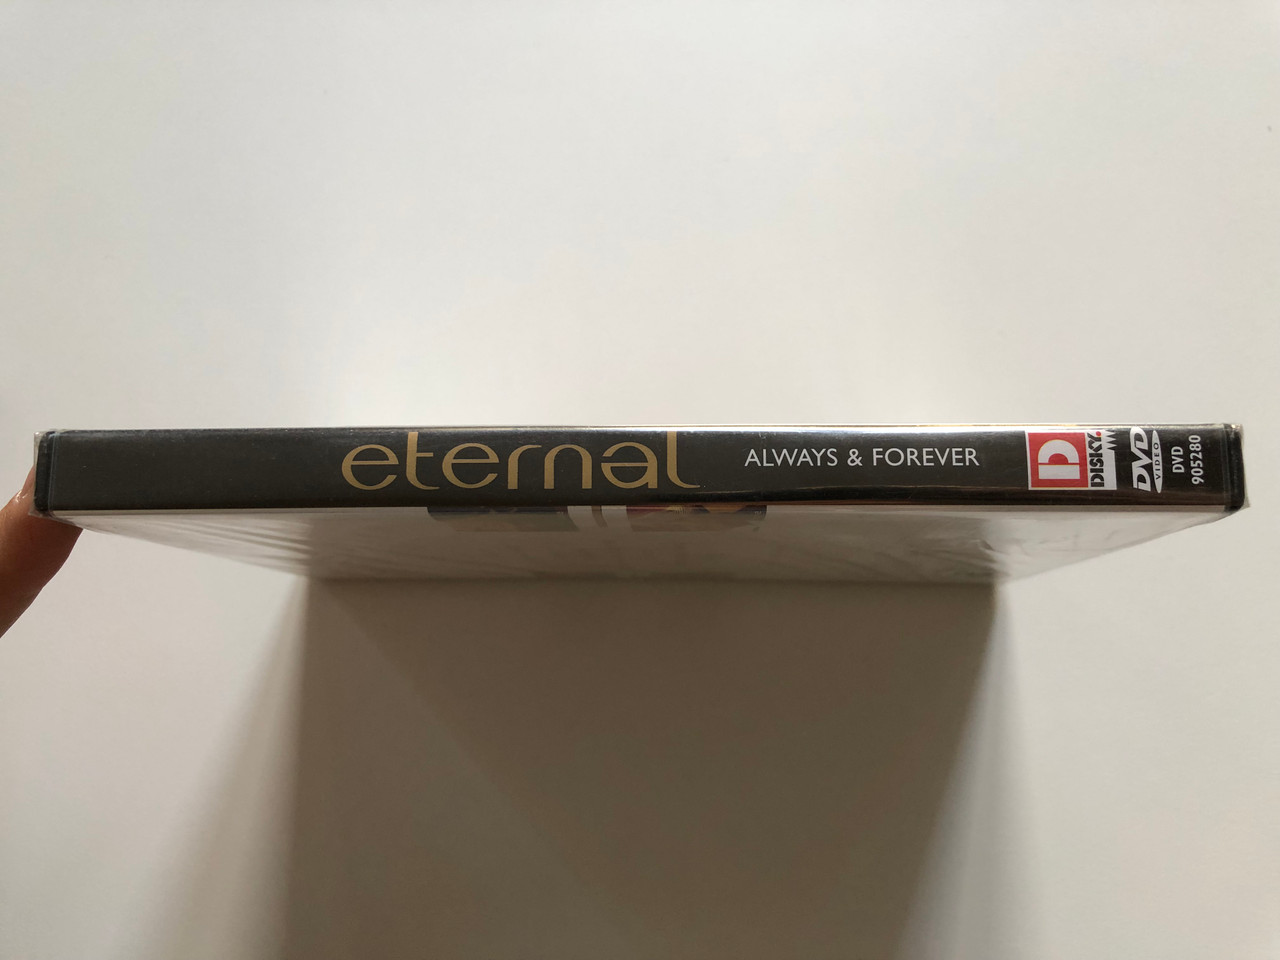 eternal
ALWAYS & FOREVER
D
DISKY.
DVD
VIDEO
DVD
905280